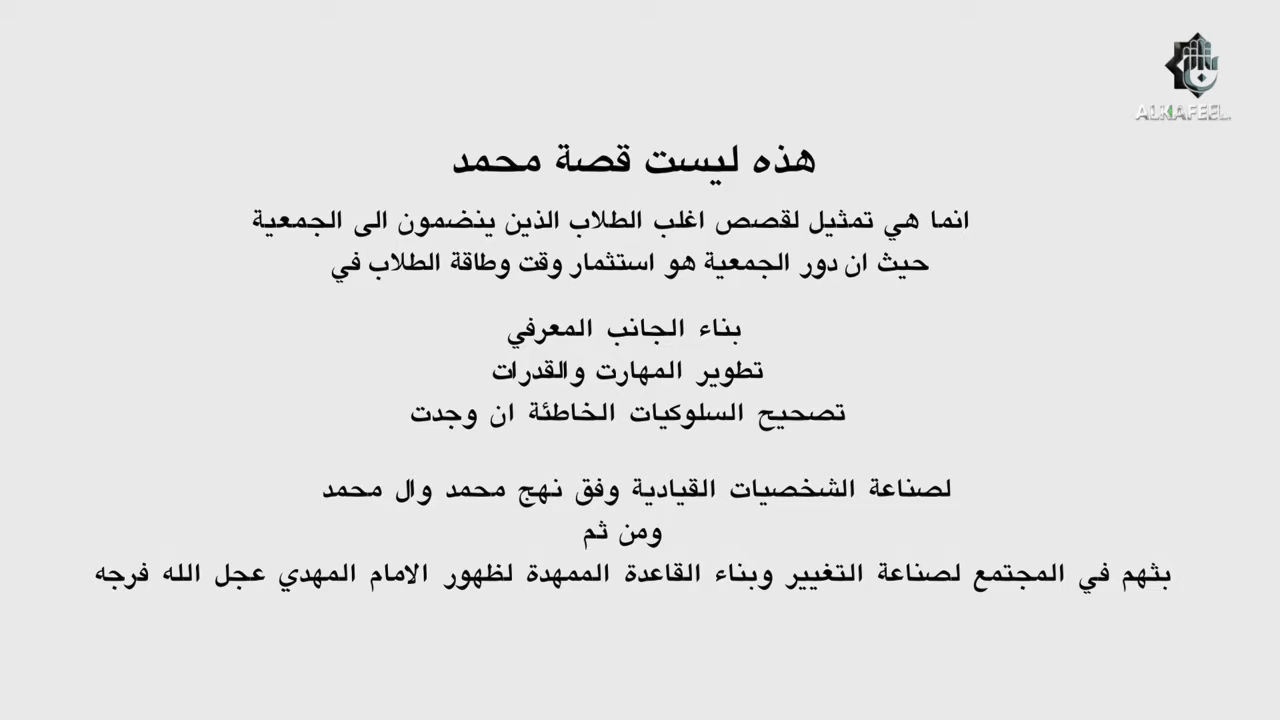 ALKAFEEL
هذه ليست قصة محمد
انما هي تمثيل لقصص اغلب الطلاب الذين ينضمون الى الجمعية
حيث ان دور الجمعية هو استثمار وقت وطاقة الطلاب في
بناء الجانب المعرفي
تطوير المهارت والقدرات
تصحيح السلوكيات الخاطئة ان وجدت
لصناعة الشخصيات القيادية وفق نهج محمد وال محمد
ومن ثم
بثهم في المجتمع لصناعة التغيير وبناء القاعدة الممهدة لظهور الامام المهدي عجل الله فرجه